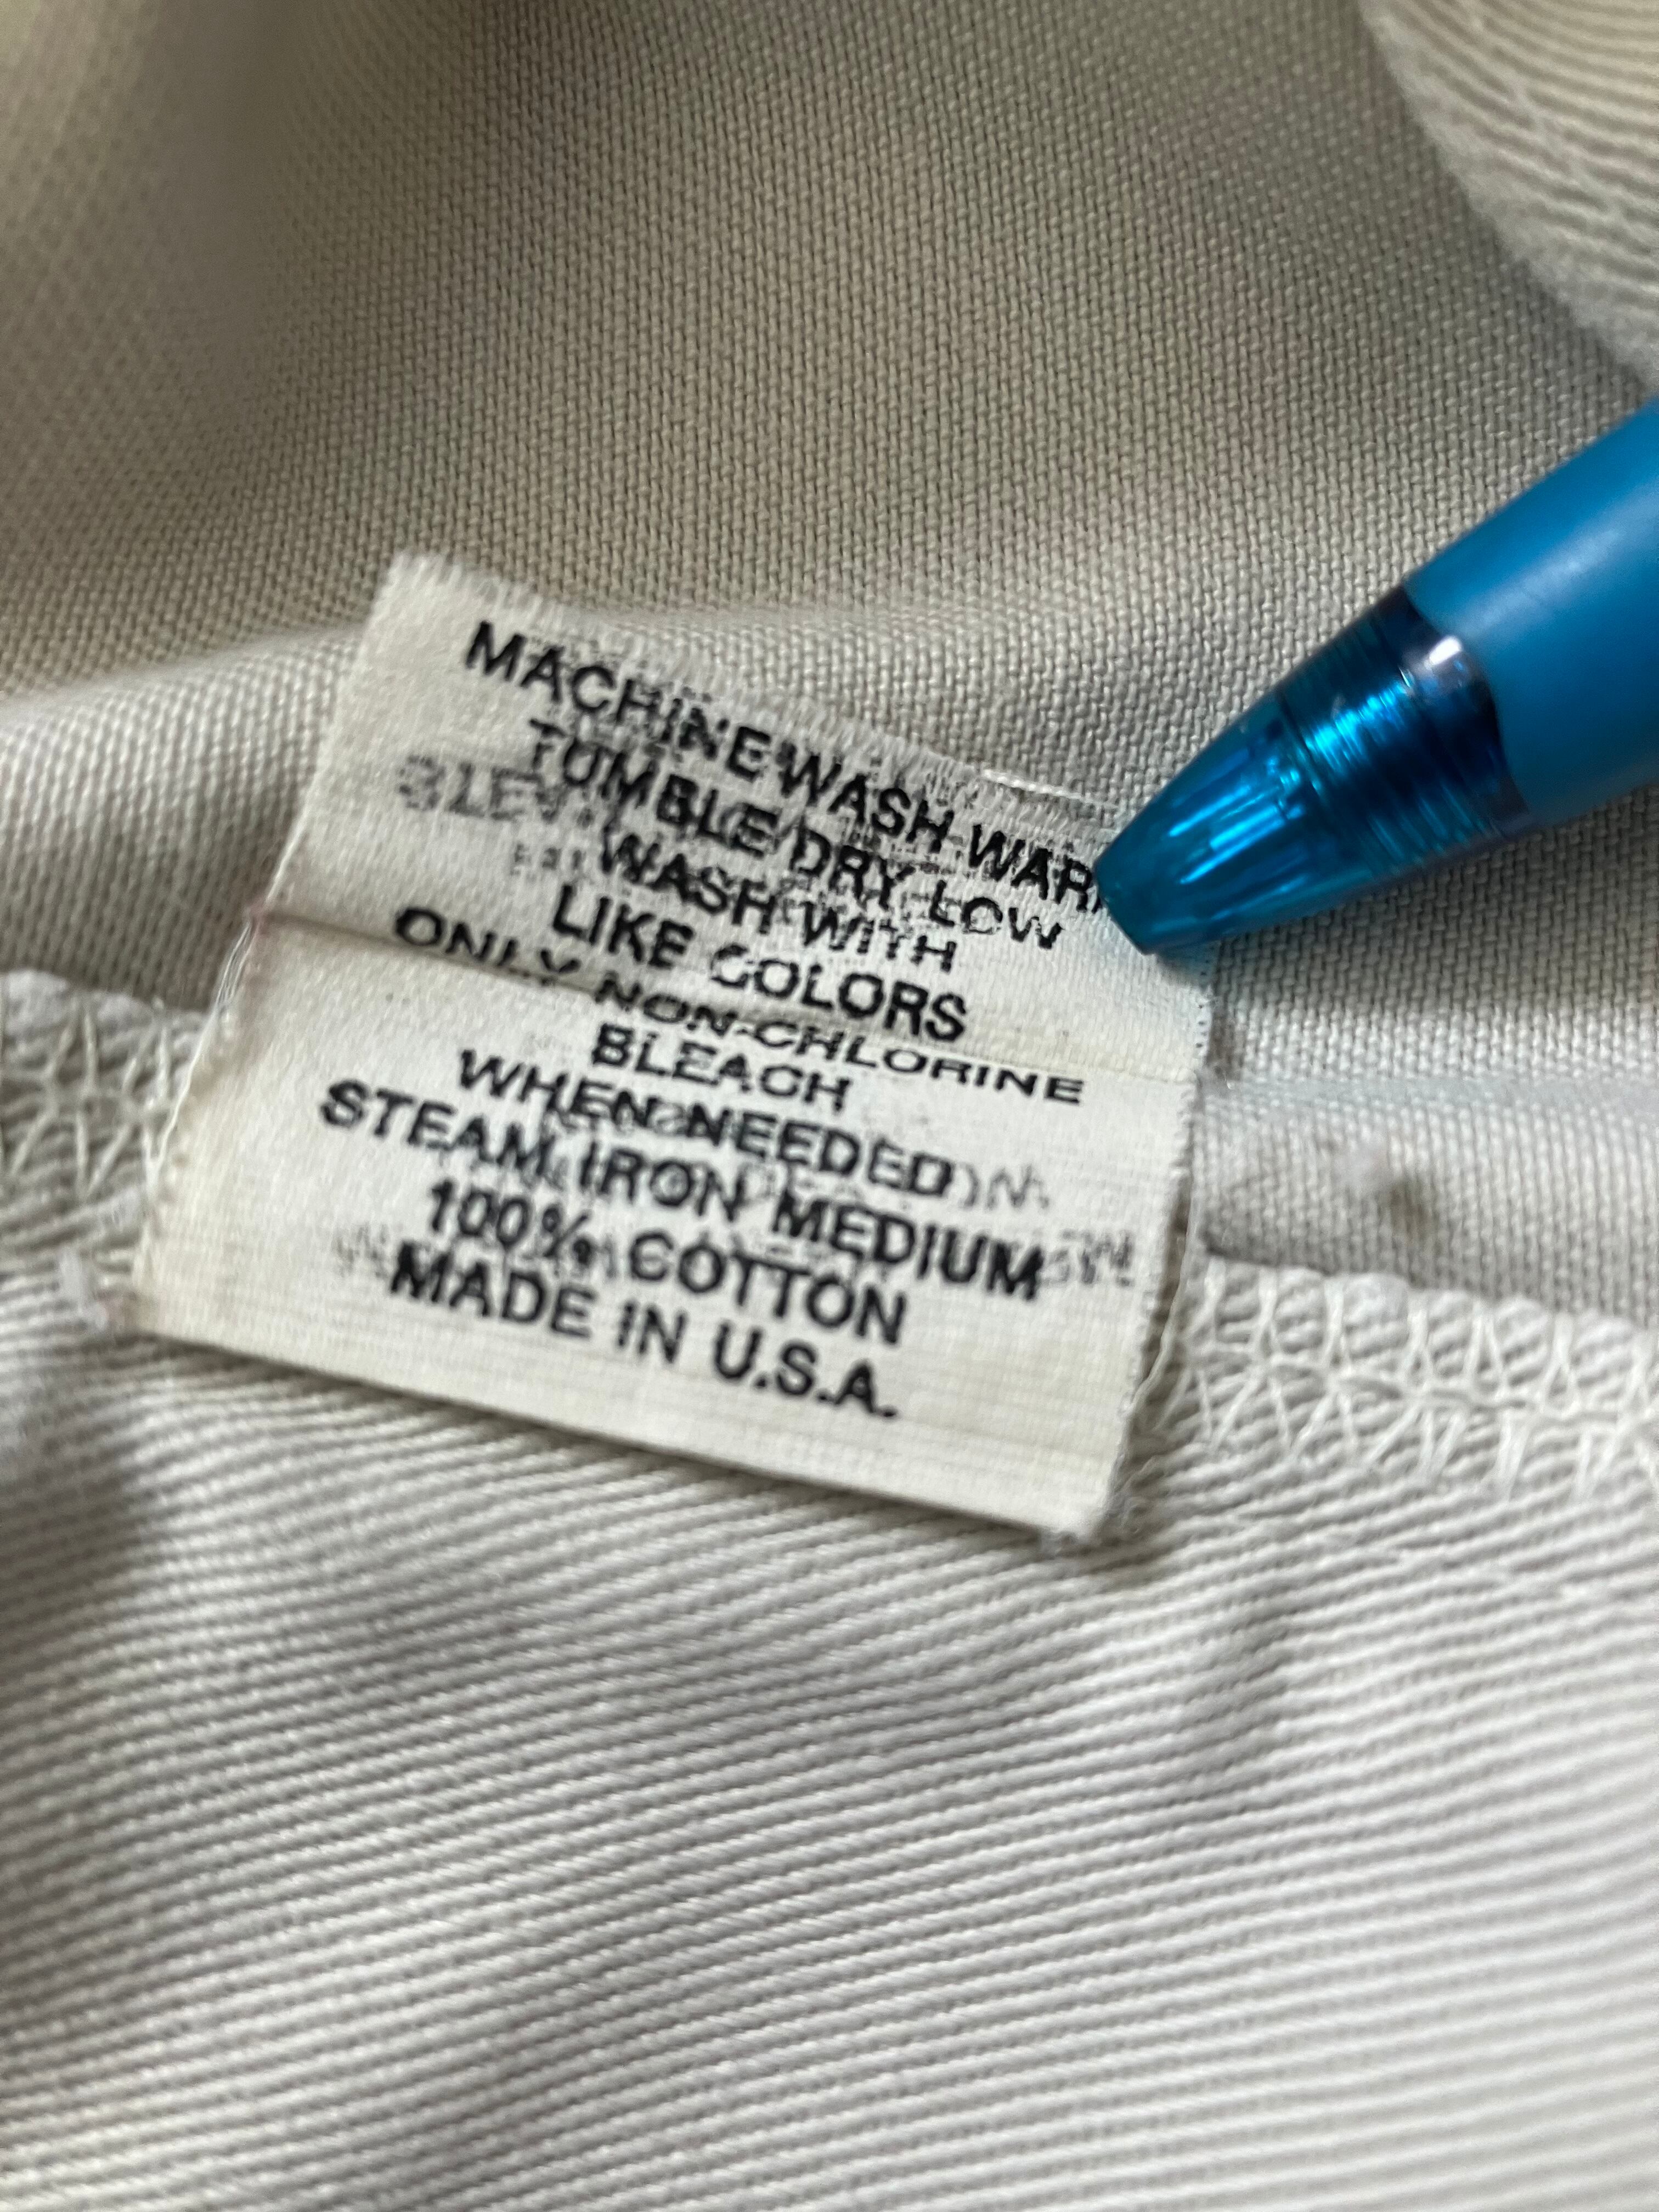 MACHINE WASH WARM
TUMBLE DRY LOW
WASH WITH
LIKE COLORS
ONLY NON-CHLORINE
BLEACH
WHEN NEEDED
STEAM IRON MEDIUM
100% COTTON
MADE IN U.S.A.